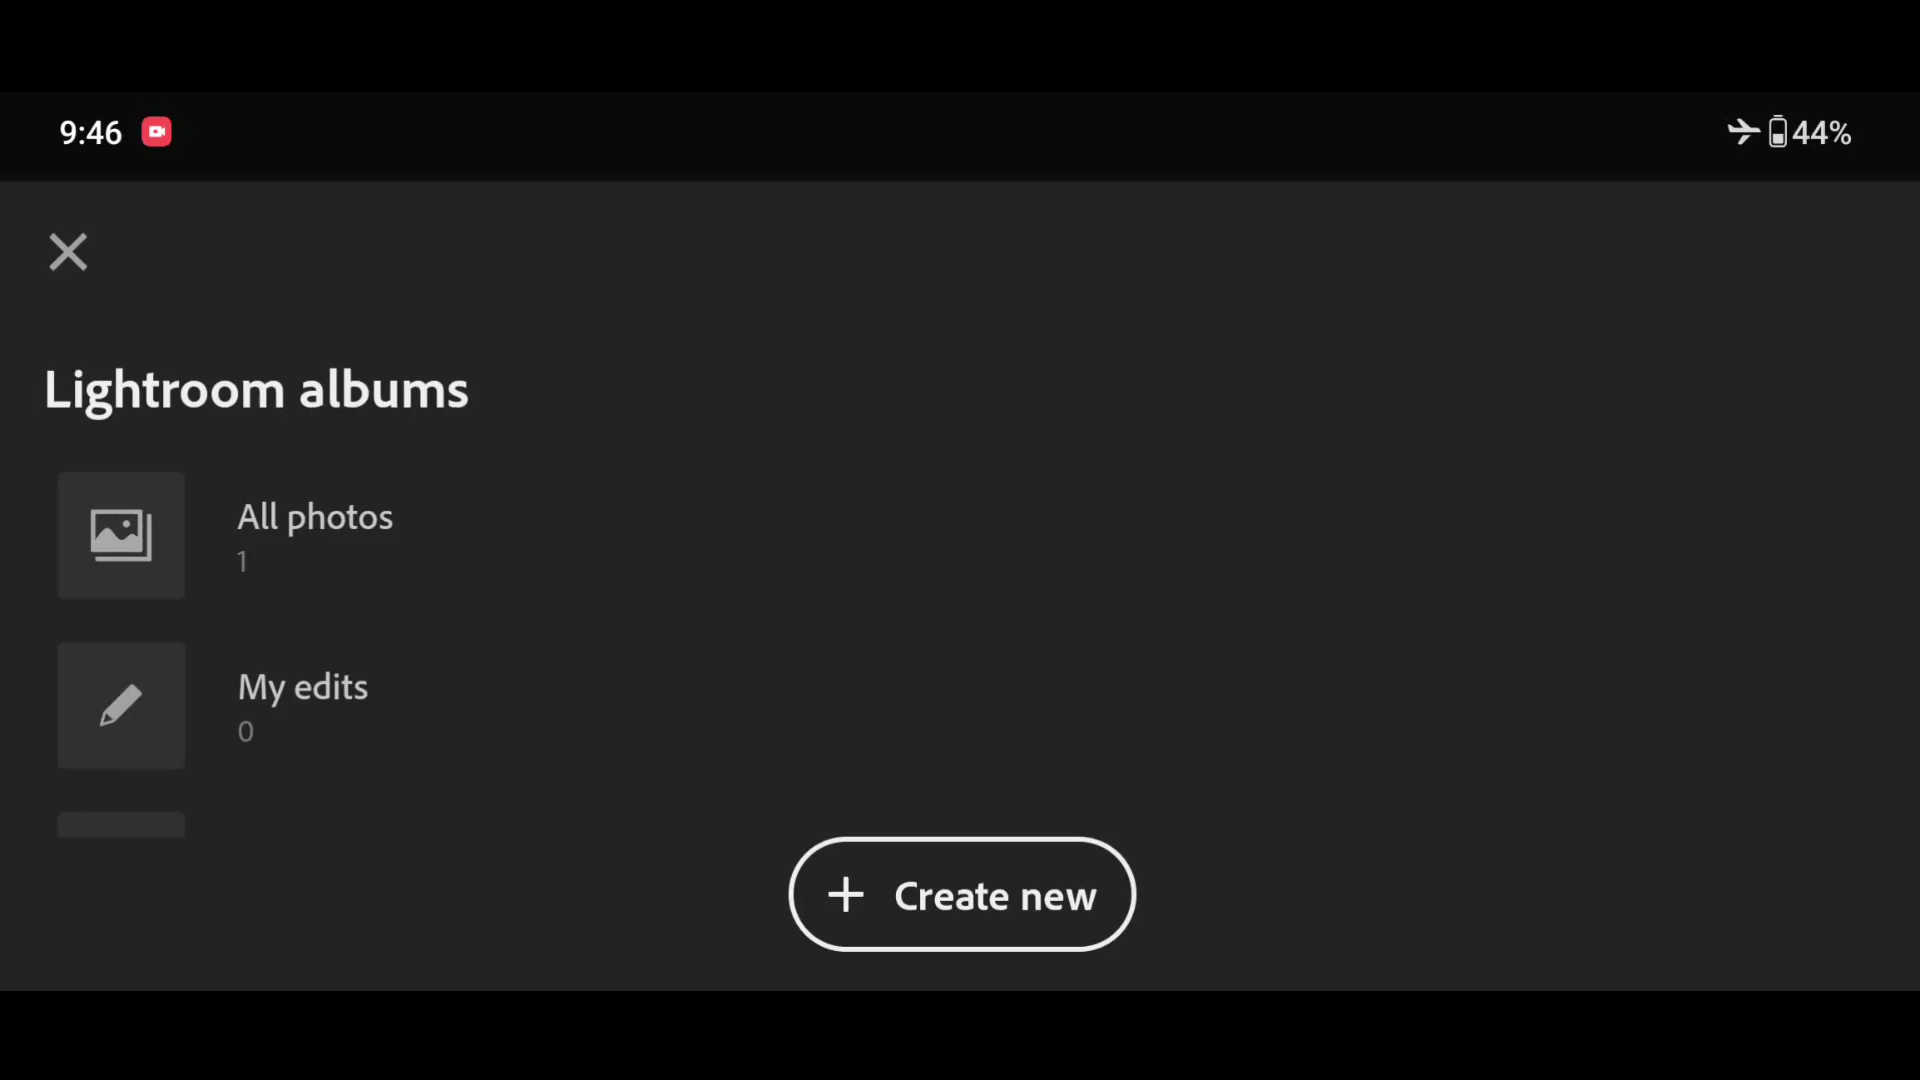 9:46
44%
Lightroom albums
All photos
1
My edits
0
Create new